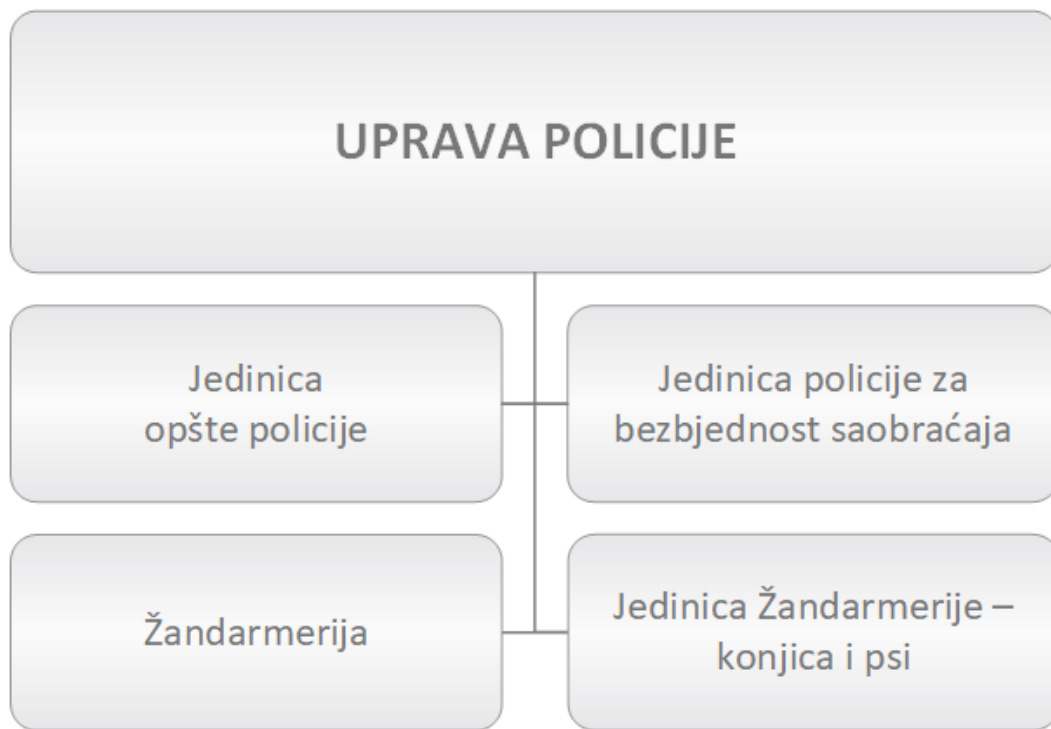 UPRAVA POLICIJE
Jedinica
opšte policije
Jedinica policije za
bezbjednost saobraćaja
Žandarmerija
Jedinica Žandarmerije –
konjica i psi